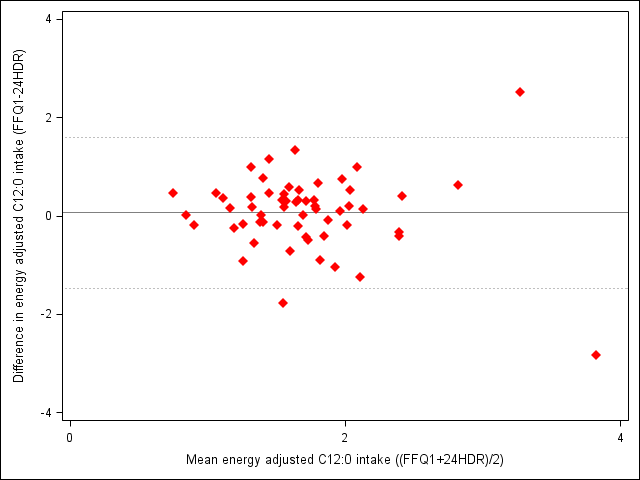 Difference in energy adjusted C12:0 intake (FFQ1-24HDR)
4
2
0
-2
-4
0 2 4
Mean energy adjusted C12:0 intake ((FFQ1+24HDR)/2)